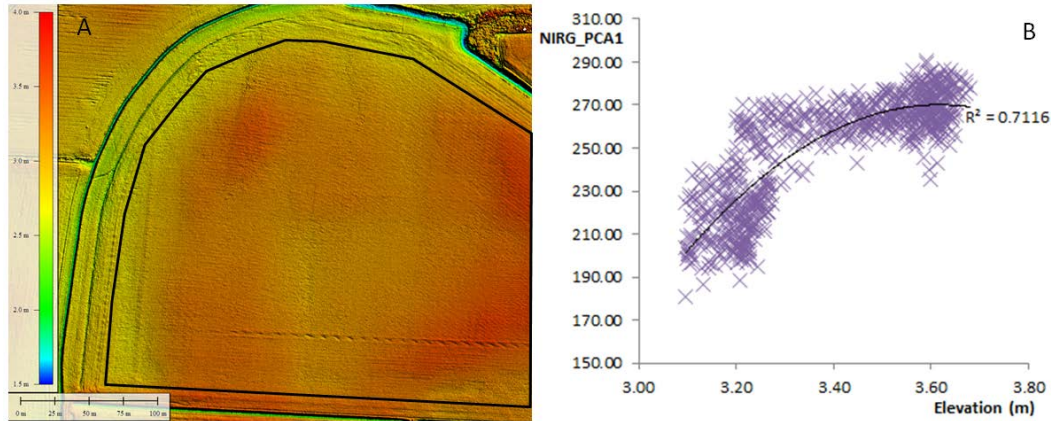 A
4.0 m
3.5 m
3.0 m
2.5 m
2.0 m
1.5 m
0 m 25 m 50 m 75 m 100 m
B
310.00
NIRG_PCA1
290.00
270.00
250.00
230.00
210.00
190.00
170.00
150.00
R² = 0.7116
3.00 3.20 3.40 3.60 3.80
Elevation (m)